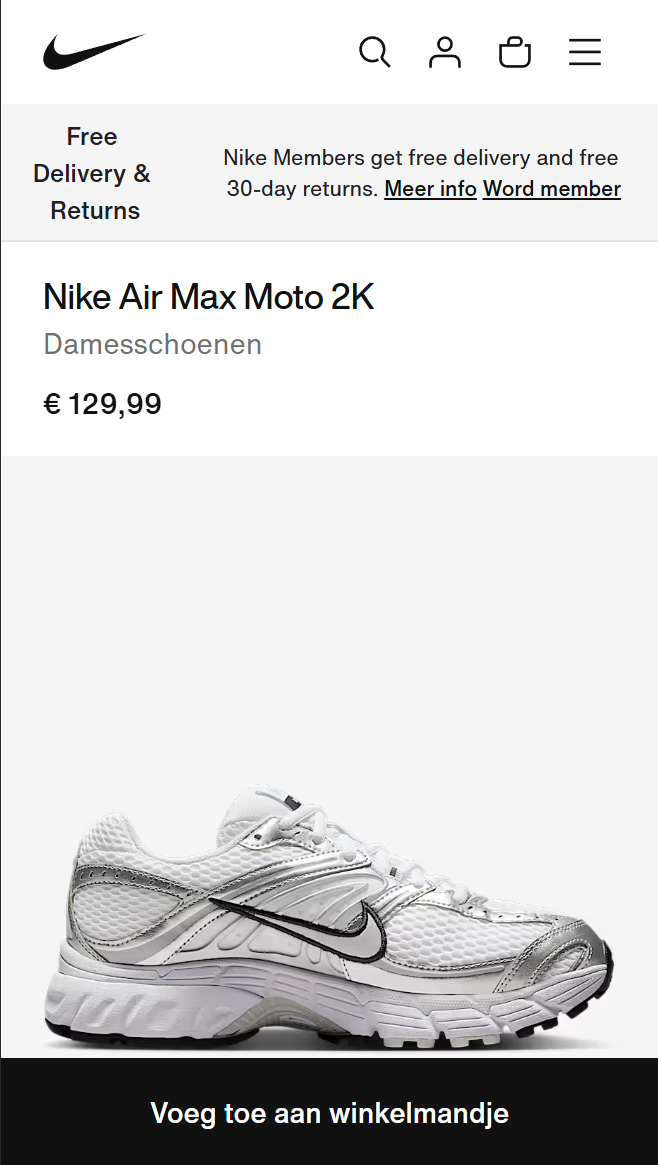 Free
Delivery &
Returns
Nike Members get free delivery and free
30-day returns. Meer info Word member
Nike Air Max Moto 2K
Damesschoenen
€ 129,99
Voeg toe aan winkelmandje